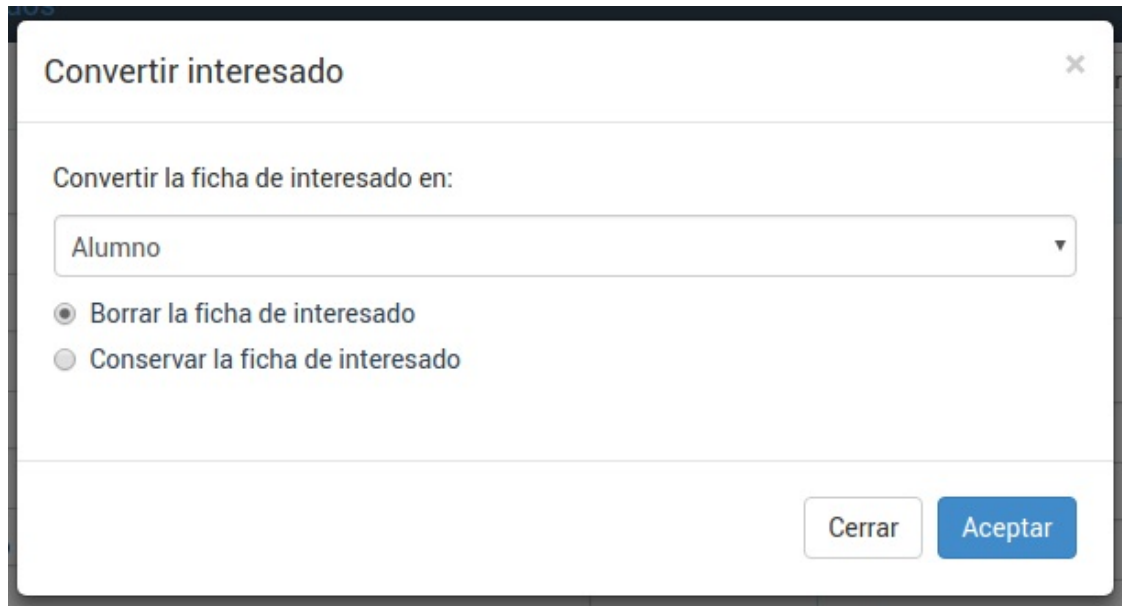 Convertir interesado
×
Convertir la ficha de interesado en:
Alumno
Borrar la ficha de interesado
Conservar la ficha de interesado
Cerrar
Aceptar